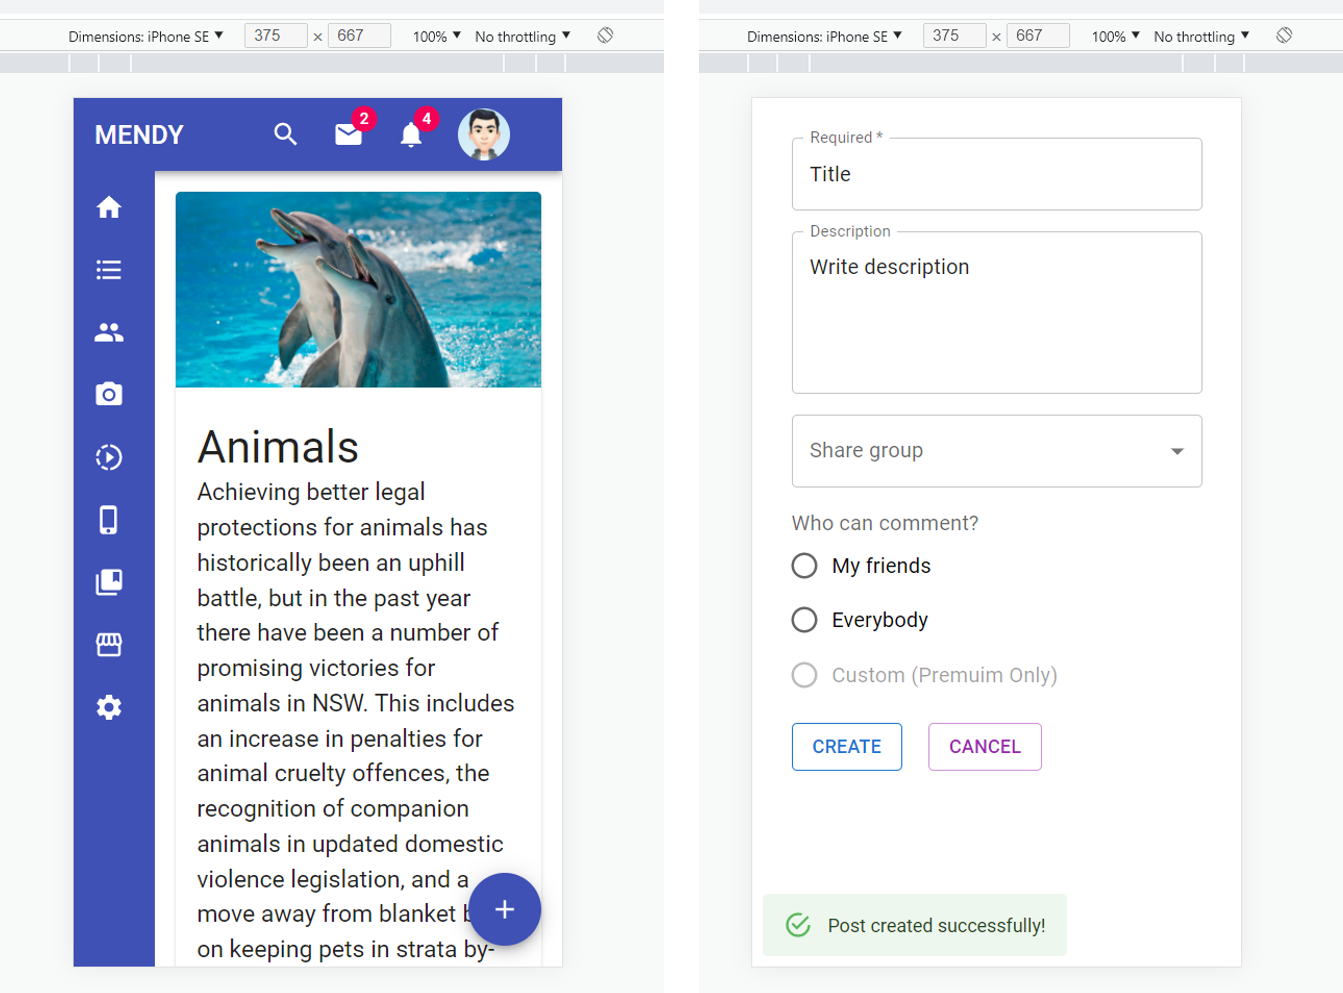 Dimensions: iPhone SE ▼ 375 × 667 100% ▼ No throttling ▼
MENDY 2 4
Animals
Achieving better legal
protections for animals has
historically been an uphill
battle, but in the past year
there have been a number of
promising victories for
animals in NSW. This includes
an increase in penalties for
animal cruelty offences, the
recognition of companion
animals in updated domestic
violence legislation, and a
move away from blanket
on keeping pets in strata by-
+
Dimensions: iPhone SE ▼ 375 × 667 100% ▼ No throttling ▼
Required *
Title
Description
Write description
Share group
Who can comment?
My friends
Everybody
Custom (Premuim Only)
CREATE CANCEL
Post created successfully!